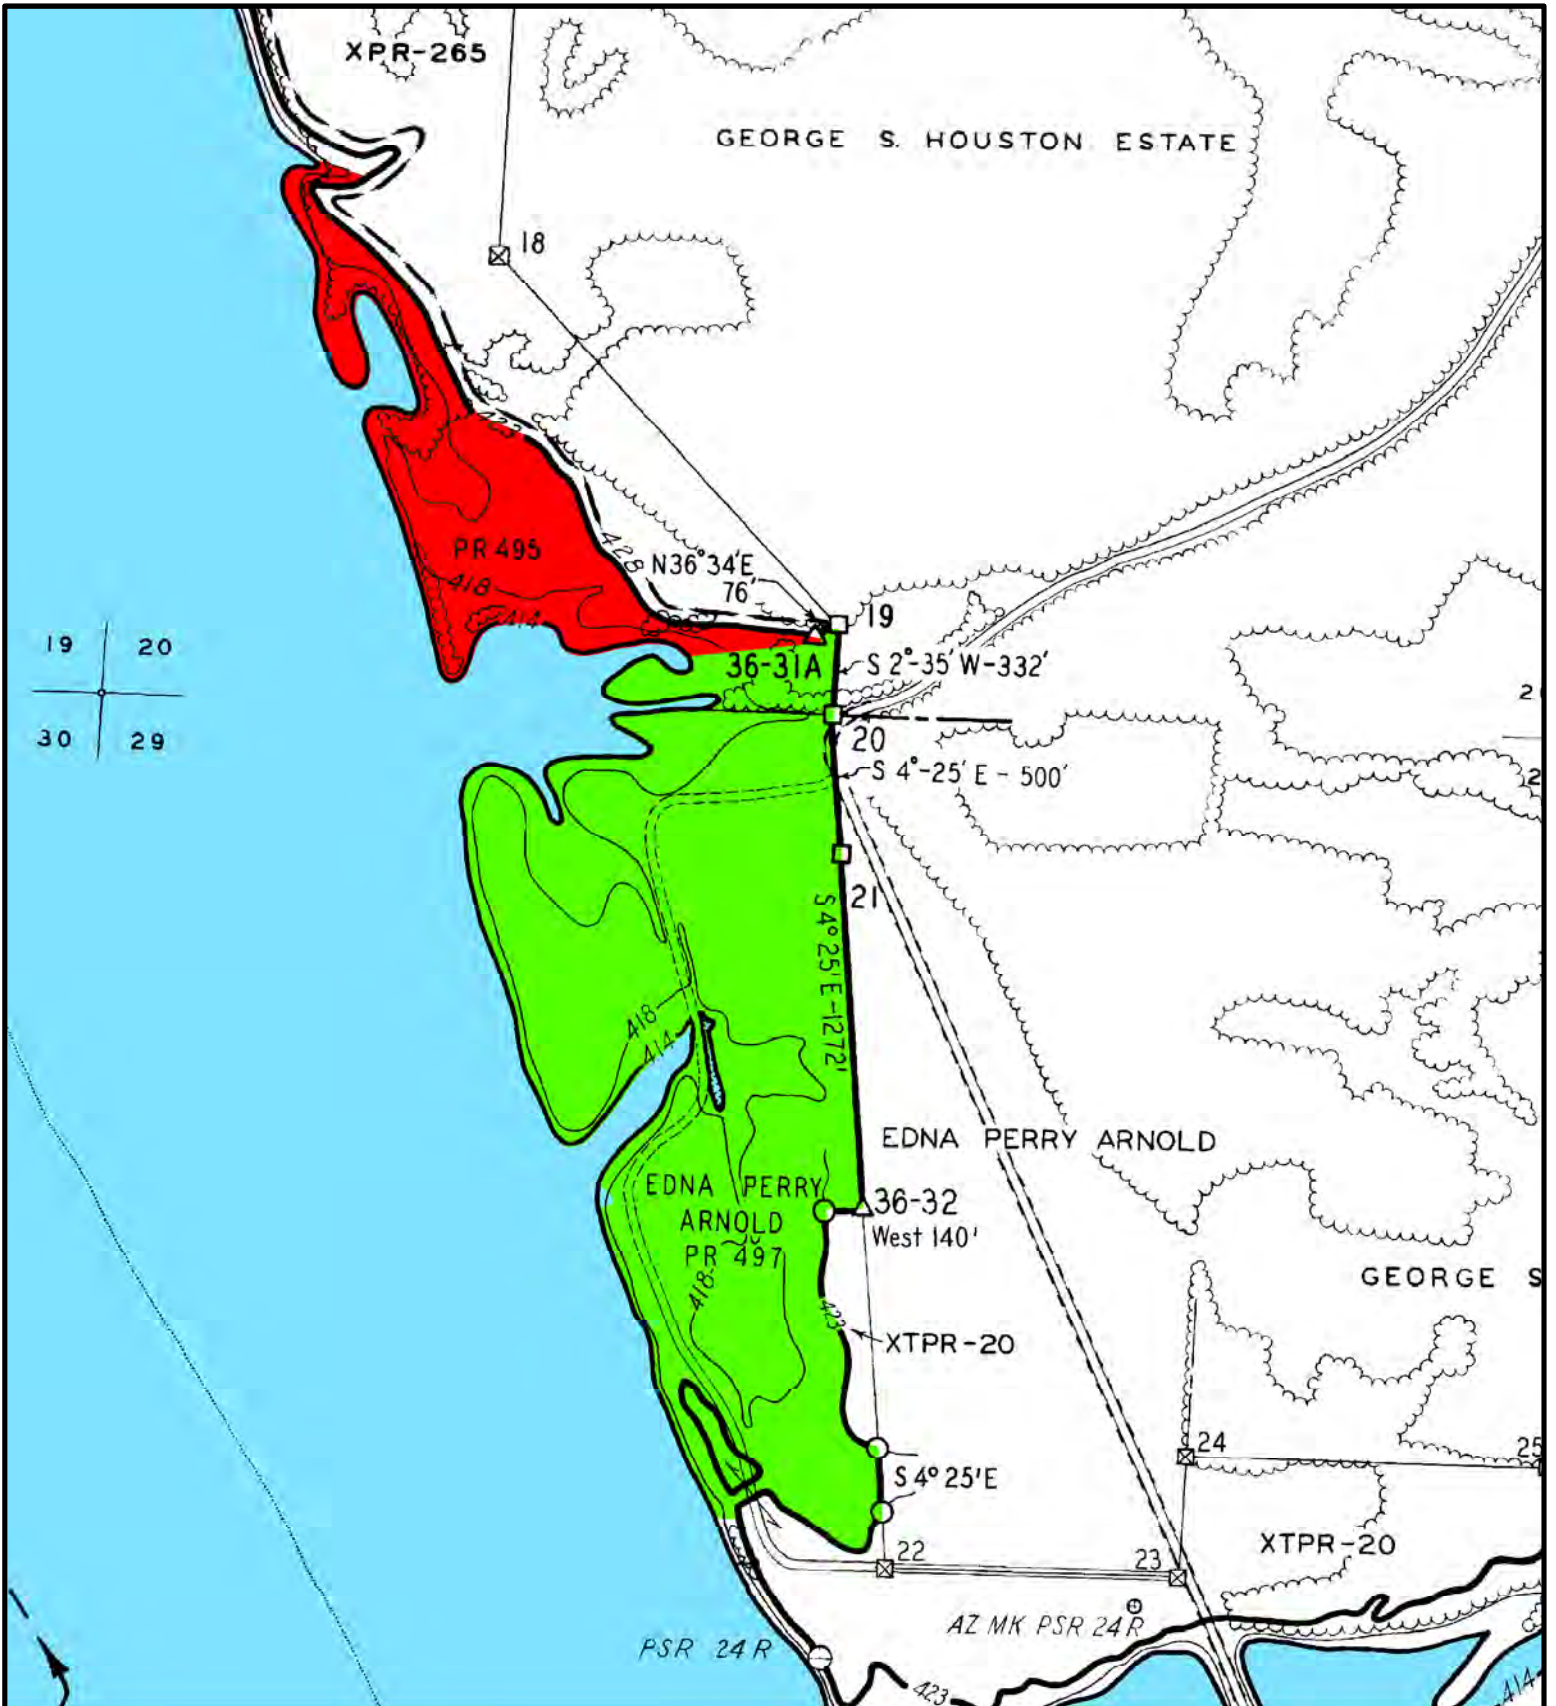 XPR-265
GEORGE S. HOUSTON ESTATE
18
423
PR 495
428
N36°34'E
76'
418
414
19
19 20
30 29
36-31A
S 2°-35' W-332'
20
S 4°-25' E - 500'
21
S 4° 25' E -1272'
418
414
EDNA PERRY ARNOLD
EDNA PERRY
ARNOLD
PR 497
36-32
West 140'
418
GEORGE S
423
XTPR-20
24
25
S 4° 25' E
22
23
XTPR-20
AZ MK PSR 24 R
PSR 24 R
423
414